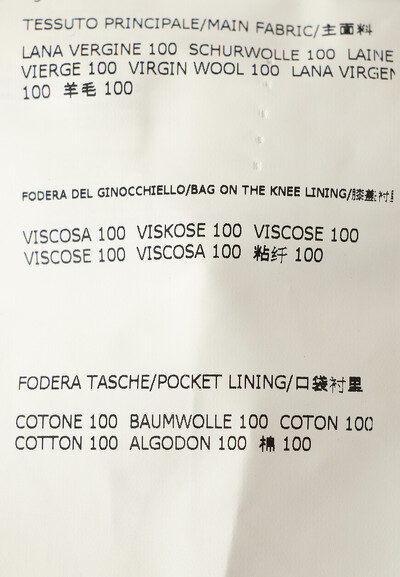 TESSUTO PRINCIPALE/MAIN FABRIC/主面料
LANA VERGINE 100 SCHURWOLLE 100 LAINE
VIERGE 100 VIRGIN WOOL 100 LANA VIRGEN
100 羊毛 100
FODERA DEL GINOCCHIELLO/BAG ON THE KNEE LINING/膝盖衬
VISCOSA 100 VISKOSE 100 VISCOSE 100
VISCOSE 100 VISCOSA 100 粘纤 100
FODERA TASCHE/POCKET LINING/口袋衬里
COTONE 100 BAUMWOLLE 100 COTON 100
COTTON 100 ALGODON 100 棉 100